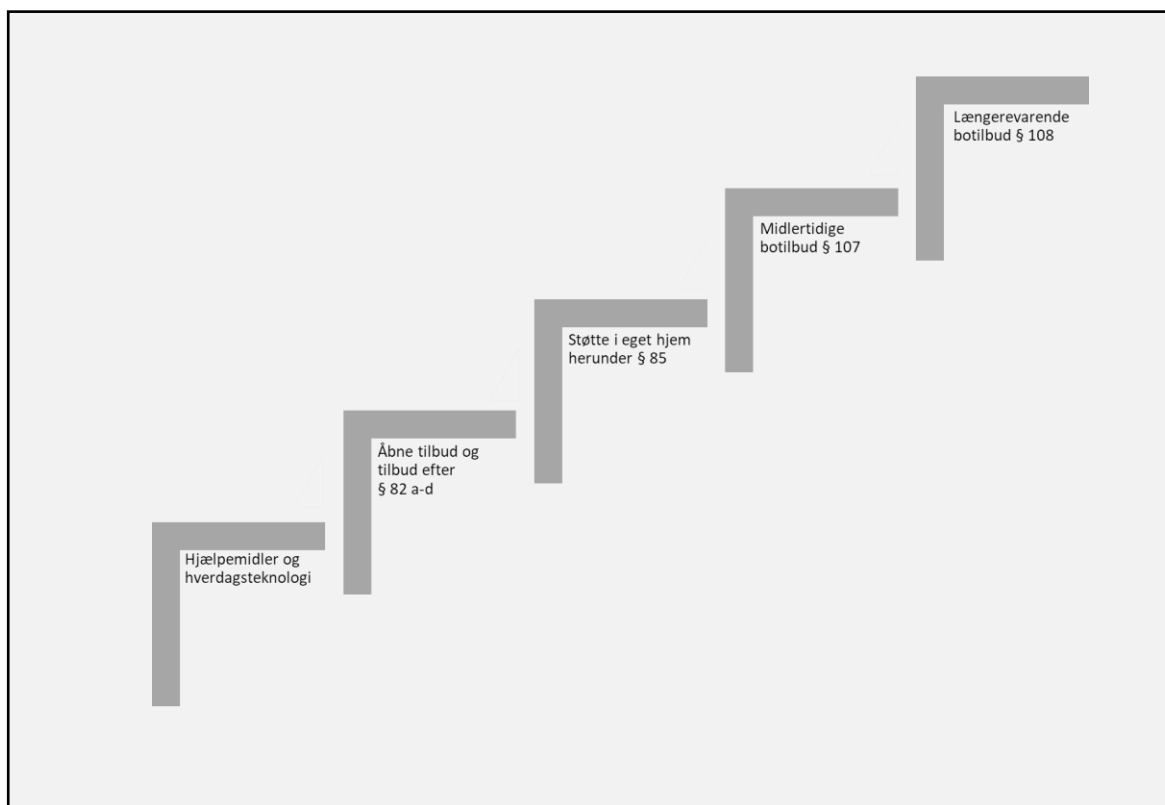 Længerevarende
botilbud § 108
Midlertidige
botilbud § 107
Støtte i eget hjem
herunder § 85
Åbne tilbud og
tilbud efter
§ 82 a-d
Hjælpemidler og
hverdagsteknologi